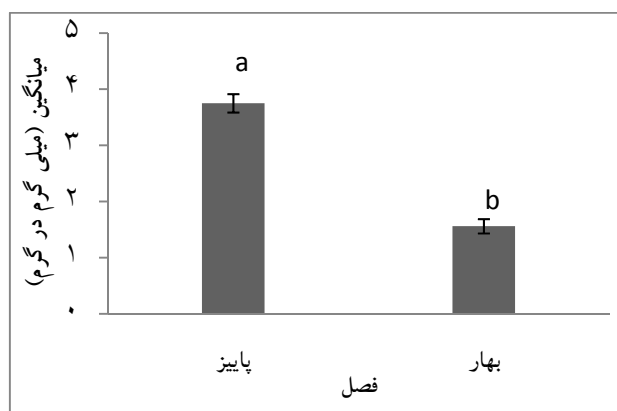 میانگین (میلی گرم در گرم)
۵
۴
۳
۲
۱
۰
a
b
پاییز
بهار
فصل